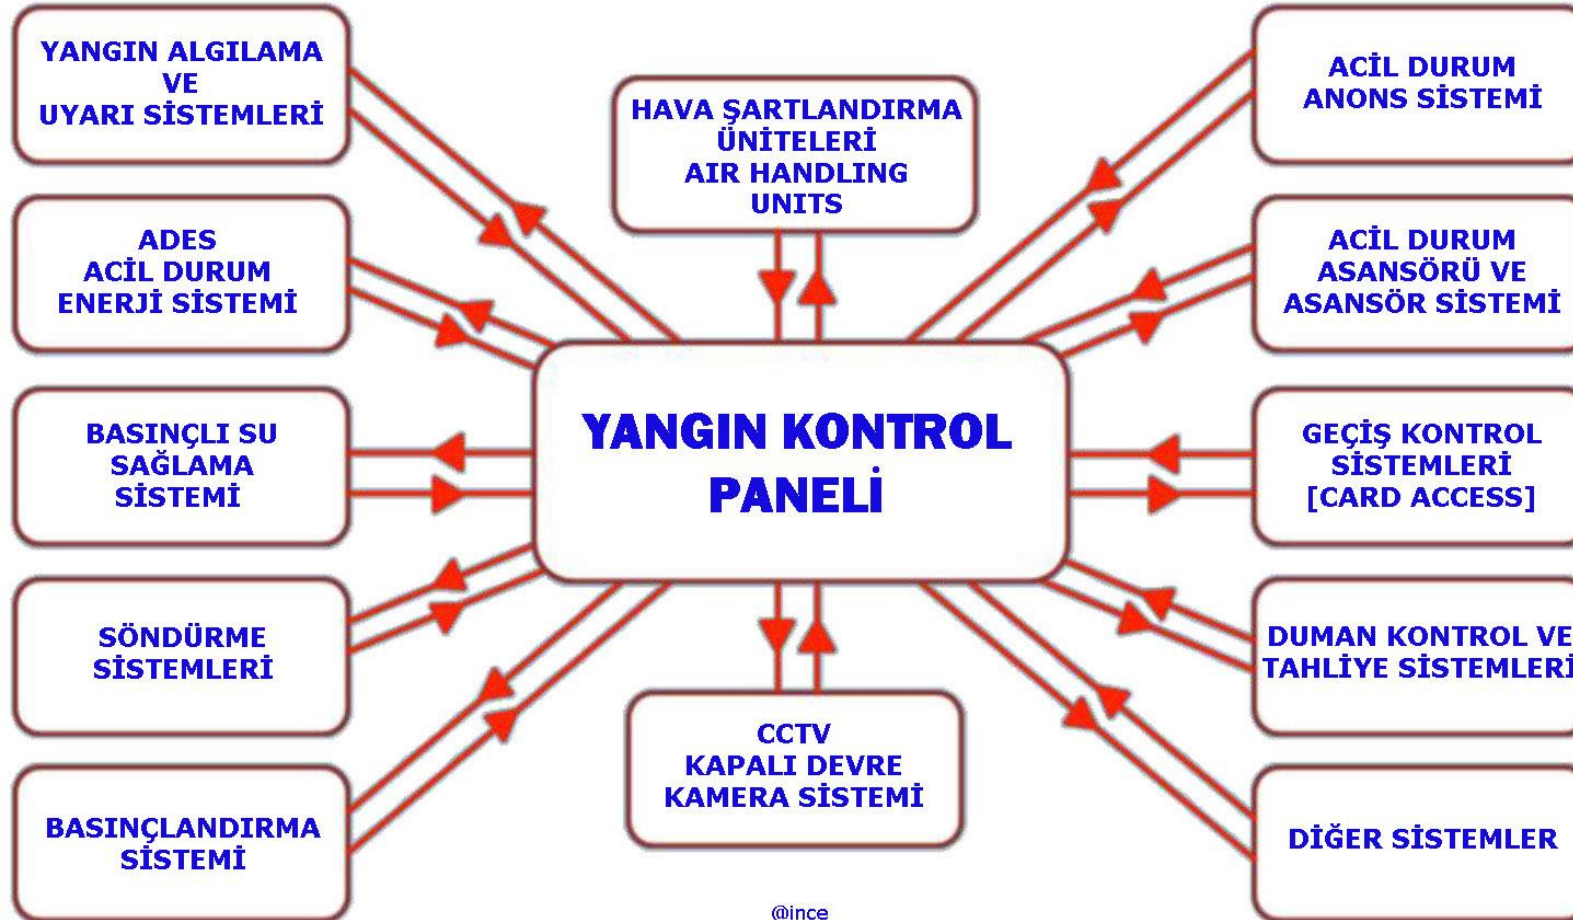 YANGIN ALGILAMA
VE
UYARI SİSTEMLERİ
ADES
ACİL DURUM
ENERJİ SİSTEMİ
BASINÇLI SU
SAĞLAMA
SİSTEMİ
SÖNDÜRME
SİSTEMLERİ
BASINÇLANDIRMA
SİSTEMİ
HAVA ŞARTLANDIRMA
ÜNİTELERİ
AIR HANDLING
UNITS
YANGIN KONTROL
PANELİ
CCTV
KAPALI DEVRE
KAMERA SİSTEMİ
ACİL DURUM
ANONS SİSTEMİ
ACİL DURUM
ASANSÖRÜ VE
ASANSÖR SİSTEMİ
GEÇİŞ KONTROL
SİSTEMLERİ
[CARD ACCESS]
DUMAN KONTROL VE
TAHLİYE SİSTEMLERİ
DİĞER SİSTEMLER
@ince